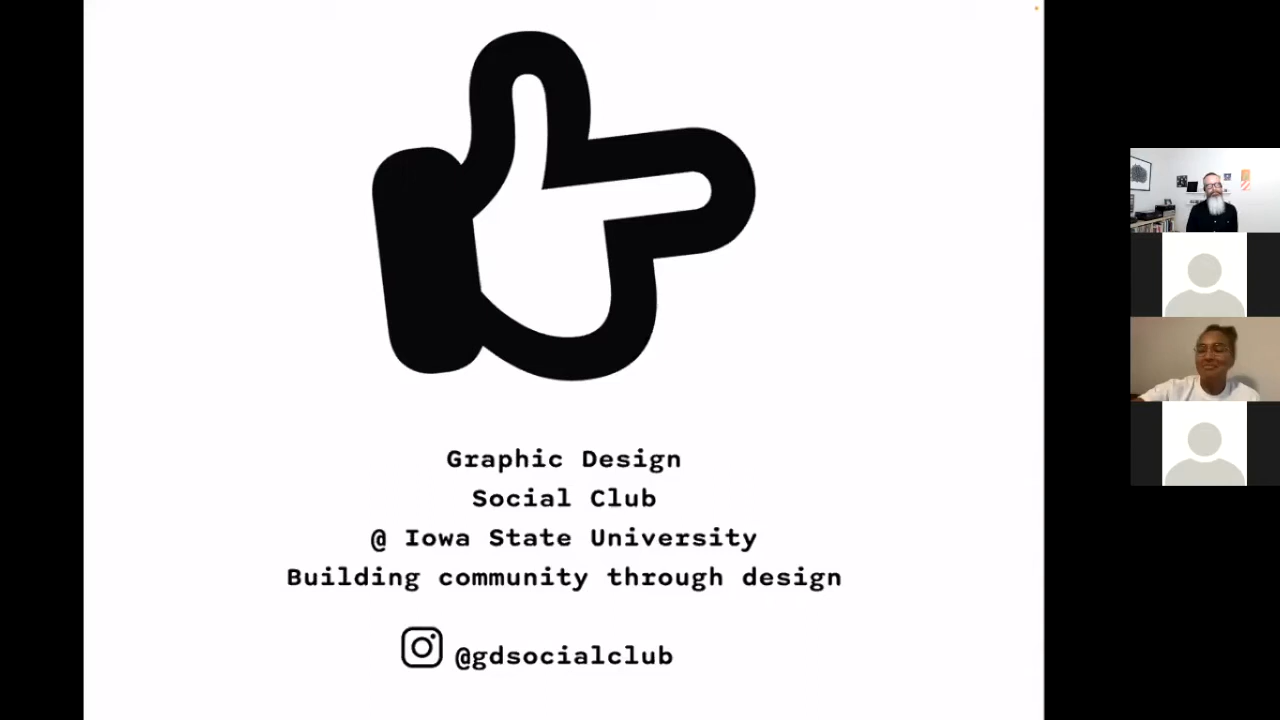 Graphic Design
Social Club
@ Iowa State University
Building community through design
@gdsocialclub